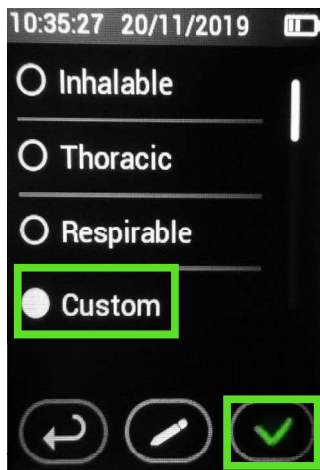 10:35:27 20/11/2019
Inhalable
Thoracic
Respirable
Custom